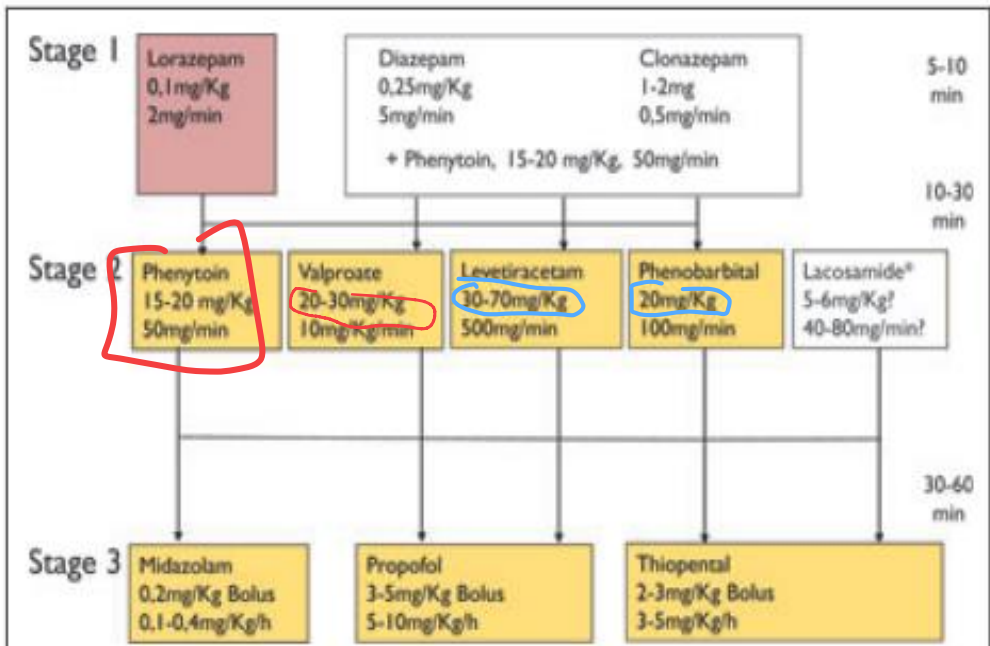 Stage 1
Lorazepam
0,1mg/Kg
2mg/min
Diazepam
0,25mg/Kg
5mg/min
Clonazepam
1-2mg
0,5mg/min
+ Phenytoin, 15-20 mg/Kg, 50mg/min
5-10
min
10-30
min
Stage 2
Phenytoin
15-20 mg/Kg
50mg/min
Valproate
20-30mg/Kg
10mg/Kg/min
Levetiracetam
30-70mg/Kg
500mg/min
Phenobarbital
20mg/Kg
100mg/min
Lacosamide*
5-6mg/Kg?
40-80mg/min?
30-60
min
Stage 3
Midazolam
0,2mg/Kg Bolus
0,1-0,4mg/Kg/h
Propofol
3-5mg/Kg Bolus
5-10mg/Kg/h
Thiopental
2-3mg/Kg Bolus
3-5mg/Kg/h